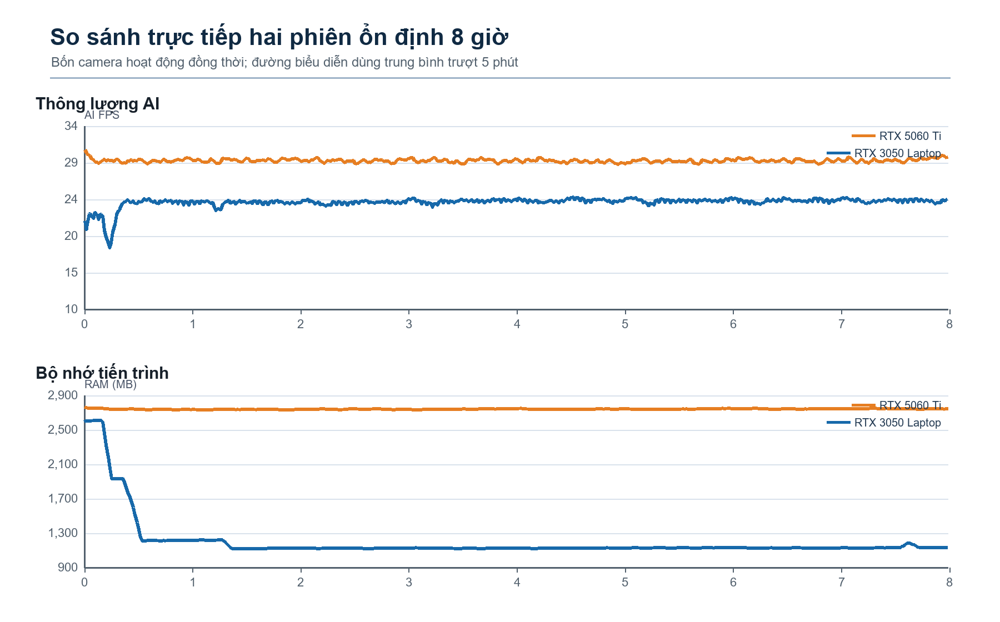 So sánh trực tiếp hai phiên ổn định 8 giờ
Bốn camera hoạt động đồng thời; đường biểu diễn dùng trung bình trượt 5 phút
Thông lượng AI
AI FPS
34
29
24
20
15
10
RTX 5060 Ti
RTX 3050 Laptop
0 1 2 3 4 5 6 7 8
Bộ nhớ tiến trình
RAM (MB)
2,900
2,500
2,100
1,700
1,300
900
RTX 5060 Ti
RTX 3050 Laptop
0 1 2 3 4 5 6 7 8